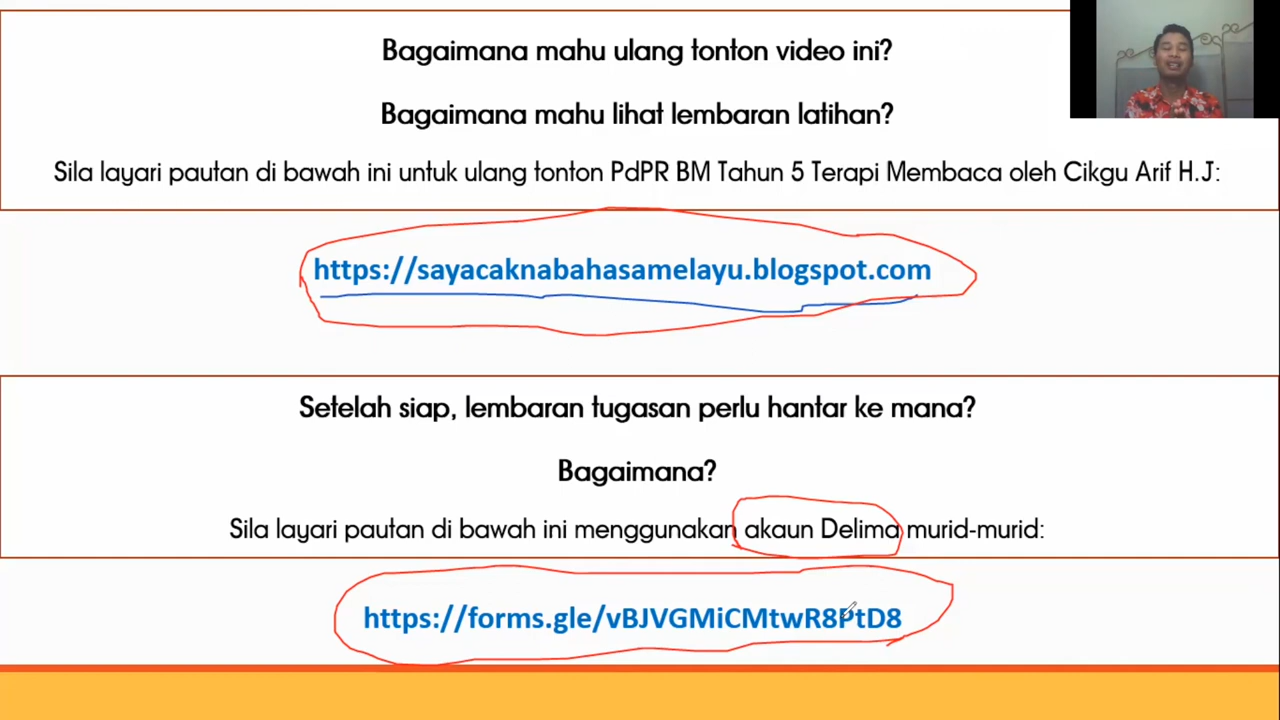 Bagaimana mahu ulang tonton video ini?
Bagaimana mahu lihat lembaran latihan?
Sila layari pautan di bawah ini untuk ulang tonton PdPR BM Tahun 5 Terapi Membaca oleh Cikgu Arif H.J:
https://sayacaknabahasamelayu.blogspot.com
Setelah siap, lembaran tugasan perlu hantar ke mana?
Bagaimana?
Sila layari pautan di bawah ini menggunakan akaun Delima murid-murid:
https://forms.gle/vBJVGMiCMtwR8PtD8